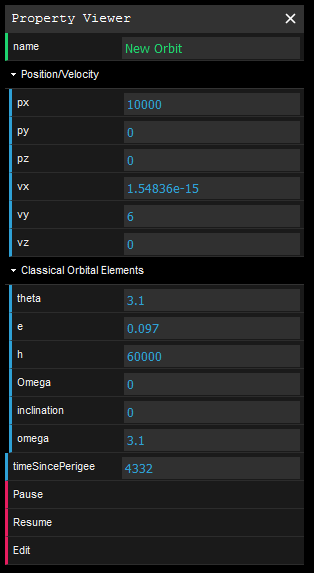 Property Viewer ×
name New Orbit
Position/Velocity
px 10000
py 0
pz 0
vx 1.54836e-15
vy 6
vz 0
Classical Orbital Elements
theta 3.1
e 0.097
h 60000
Omega 0
inclination 0
omega 3.1
timeSincePerigee 4332
Pause
Resume
Edit